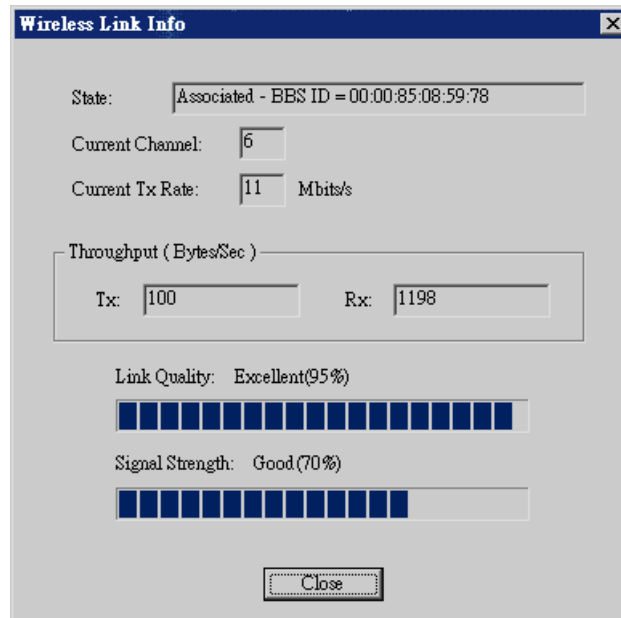 Wireless Link Info
State: Associated - BBS ID = 00:00:85:08:59:78
Current Channel: 6
Current Tx Rate: 11 Mbits/s
Throughput ( Bytes/Sec )
Tx: 100 Rx: 1198
Link Quality: Excellent(95%)
Signal Strength: Good(70%)
Close